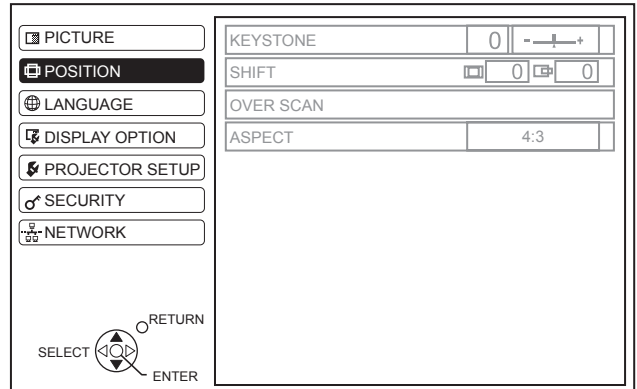 PICTURE
POSITION
LANGUAGE
DISPLAY OPTION
PROJECTOR SETUP
SECURITY
NETWORK
RETURN
SELECT
ENTER
KEYSTONE 0 - +
SHIFT 0 0
OVER SCAN
ASPECT 4:3